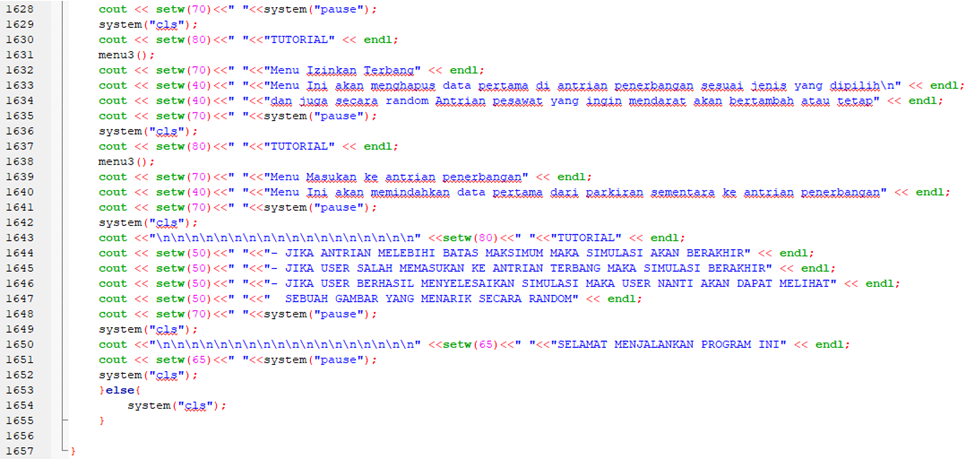 1628 cout << setw(70)<<" "<<system("pause");
1629 system("cls");
1630 cout << setw(80)<<" "<<"TUTORIAL" << endl;
1631 menu3();
1632 cout << setw(70)<<" "<<"Menu Izinkan Terbang" << endl;
1633 cout << setw(40)<<" "<<"Menu Ini akan menghapus data pertama di antrian penerbangan sesuai jenis yang dipilih\n" << endl;
1634 cout << setw(40)<<" "<<"dan juga secara random Antrian pesawat yang ingin mendarat akan bertambah atau tetap" << endl;
1635 cout << setw(70)<<" "<<system("pause");
1636 system("cls");
1637 cout << setw(80)<<" "<<"TUTORIAL" << endl;
1638 menu3();
1639 cout << setw(70)<<" "<<"Menu Masukan ke antrian penerbangan" << endl;
1640 cout << setw(40)<<" "<<"Menu Ini akan memindahkan data pertama dari parkiran sementara ke antrian penerbangan" << endl;
1641 cout << setw(70)<<" "<<system("pause");
1642 system("cls");
1643 cout <<"\n\n\n\n\n\n\n\n\n\n\n\n\n\n\n\n\n\n" <<setw(80)<<" "<<"TUTORIAL" << endl;
1644 cout << setw(50)<<" "<<"- JIKA ANTRIAN MELEBIHI BATAS MAKSIMUM MAKA SIMULASI AKAN BERAKHIR" << endl;
1645 cout << setw(50)<<" "<<"- JIKA USER SALAH MEMASUKAN KE ANTRIAN TERBANG MAKA SIMULASI BERAKHIR" << endl;
1646 cout << setw(50)<<" "<<"- JIKA USER BERHASIL MENYELESAIKAN SIMULASI MAKA USER NANTI AKAN DAPAT MELIHAT" << endl;
1647 cout << setw(50)<<" "<<"  SEBUAH GAMBAR YANG MENARIK SECARA RANDOM" << endl;
1648 cout << setw(70)<<" "<<system("pause");
1649 system("cls");
1650 cout <<"\n\n\n\n\n\n\n\n\n\n\n\n\n\n\n\n\n\n" <<setw(65)<<" "<<"SELAMAT MENJALANKAN PROGRAM INI" << endl;
1651 cout << setw(65)<<" "<<system("pause");
1652 system("cls");
1653 }else{
1654 system("cls");
1655 }
1656
1657 }